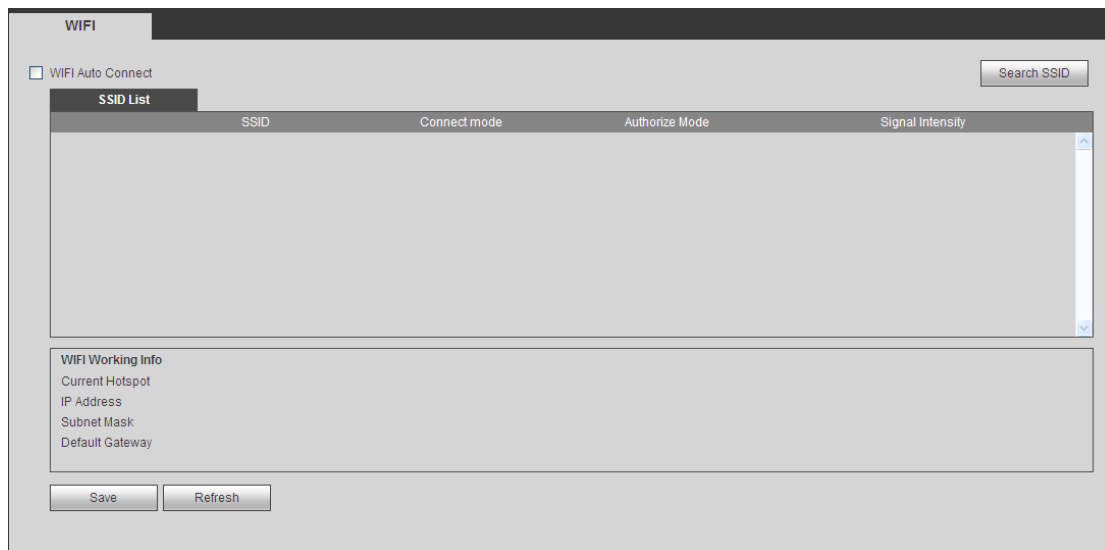 WIFI
WIFI Auto Connect
Search SSID
SSID List
SSID Connect mode Authorize Mode Signal Intensity
WIFI Working Info
Current Hotspot
IP Address
Subnet Mask
Default Gateway
Save Refresh